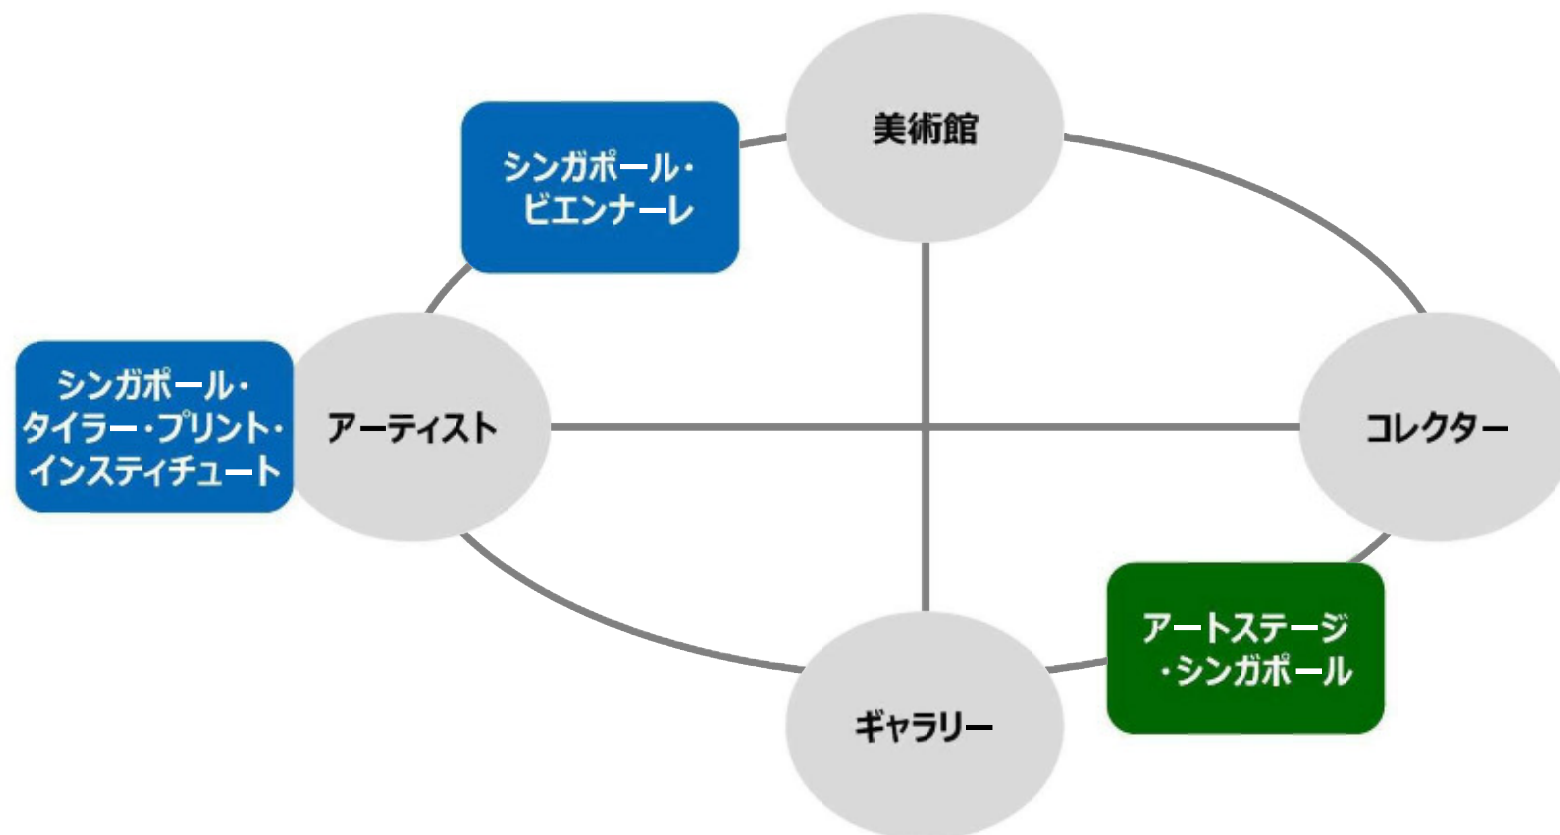 美術館
シンガポール・
ビエンナーレ
シンガポール・
タイラー・プリント・
インスティチュート
アーティスト
コレクター
アートステージ
・シンガポール
ギャラリー